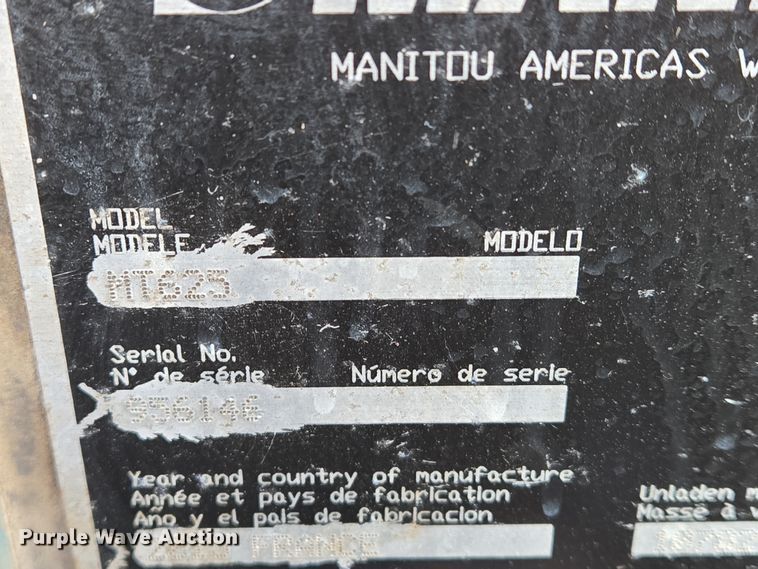 MANITOU AMERICAS W
MODEL
MODELE MODELO
MT625
Serial No.
N° de série Número de serie
956146
Year and country of manufacture
Année et pays de fabrication
Año y el pais de fabricacion
Unladen m
Masse à v
FRANCE
Purple Wave Auction